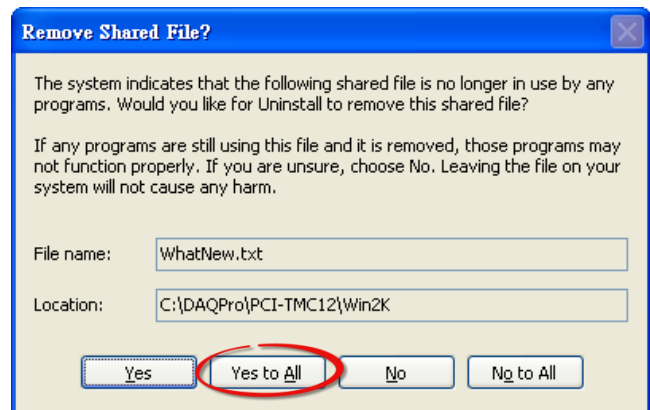 Remove Shared File?
The system indicates that the following shared file is no longer in use by any
programs. Would you like for Uninstall to remove this shared file?
If any programs are still using this file and it is removed, those programs may
not function properly. If you are unsure, choose No. Leaving the file on your
system will not cause any harm.
File name: WhatNew.txt
Location: C:\DAQPro\PCI-TMC12\Win2K
Yes Yes to All No No to All